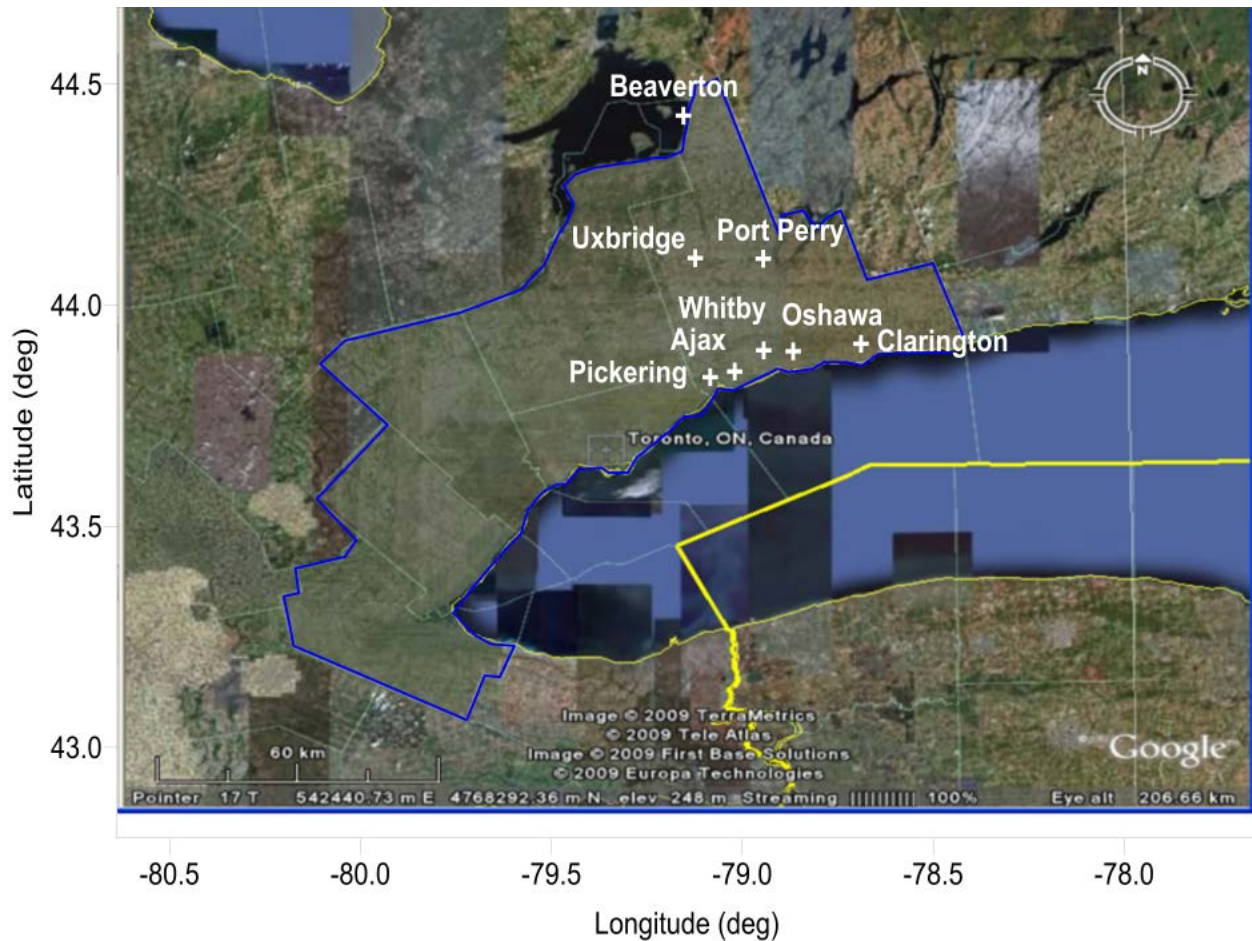 44.5
Beaverton
N
Uxbridge
Port Perry
44.0
Whitby
Oshawa
Ajax
Clarington
Pickering
Toronto, ON, Canada
Latitude (deg)
43.5
43.0
Image © 2009 TerraMetrics
© 2009 Tele Atlas
Image © 2009 First Base Solutions
© 2009 Europa Technologies
60 km
Google
Pointer 17 T 542440.73 m E 4768292.36 m N elev 248 m Streaming |||||||||| 100% Eye alt 206.66 km
-80.5 -80.0 -79.5 -79.0 -78.5 -78.0
Longitude (deg)